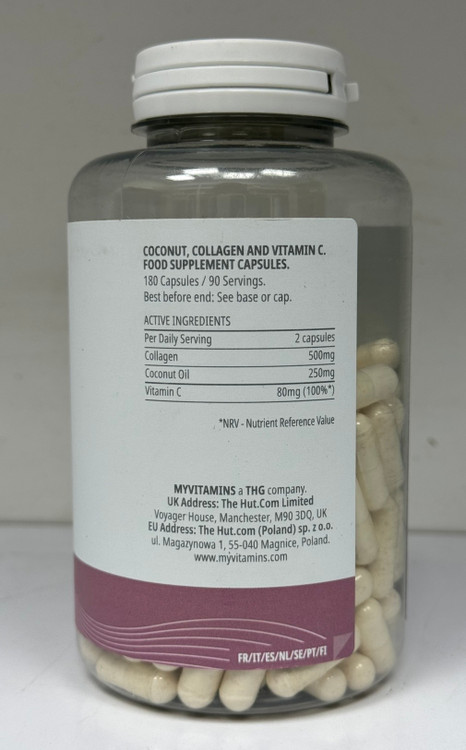 COCONUT, COLLAGEN AND VITAMIN C.
FOOD SUPPLEMENT CAPSULES.
180 Capsules / 90 Servings.
Best before end: See base or cap.
ACTIVE INGREDIENTS
Per Daily Serving 2 capsules
Collagen 500mg
Coconut Oil 250mg
Vitamin C 80mg (100%*)
*NRV - Nutrient Reference Value
MYVITAMINS a THG company.
UK Address: The Hut.Com Limited
Voyager House, Manchester, M90 3DQ, UK
EU Address: The Hut.com (Poland) sp. z o.o.
ul. Magazynowa 1, 55-040 Magnice, Poland.
www.myvitamins.com
FR/IT/ES/NL/SE/PT/FI